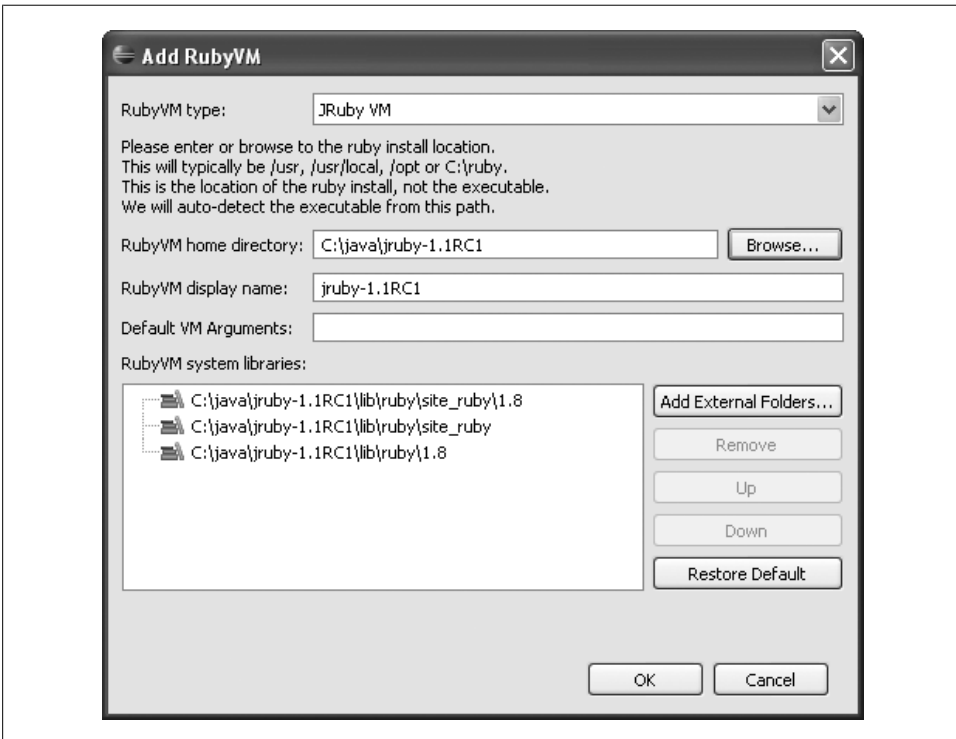 Add RubyVM
RubyVM type:
JRuby VM
Please enter or browse to the ruby install location.
This will typically be /usr, /usr/local, /opt or C:\ruby.
This is the location of the ruby install, not the executable.
We will auto-detect the executable from this path.
RubyVM home directory:
C:\java\jruby-1.1RC1
Browse...
RubyVM display name:
jruby-1.1RC1
Default VM Arguments:
RubyVM system libraries:
C:\java\jruby-1.1RC1\lib\ruby\site_ruby\1.8
C:\java\jruby-1.1RC1\lib\ruby\site_ruby
C:\java\jruby-1.1RC1\lib\ruby\1.8
Add External Folders...
Remove
Up
Down
Restore Default
OK
Cancel